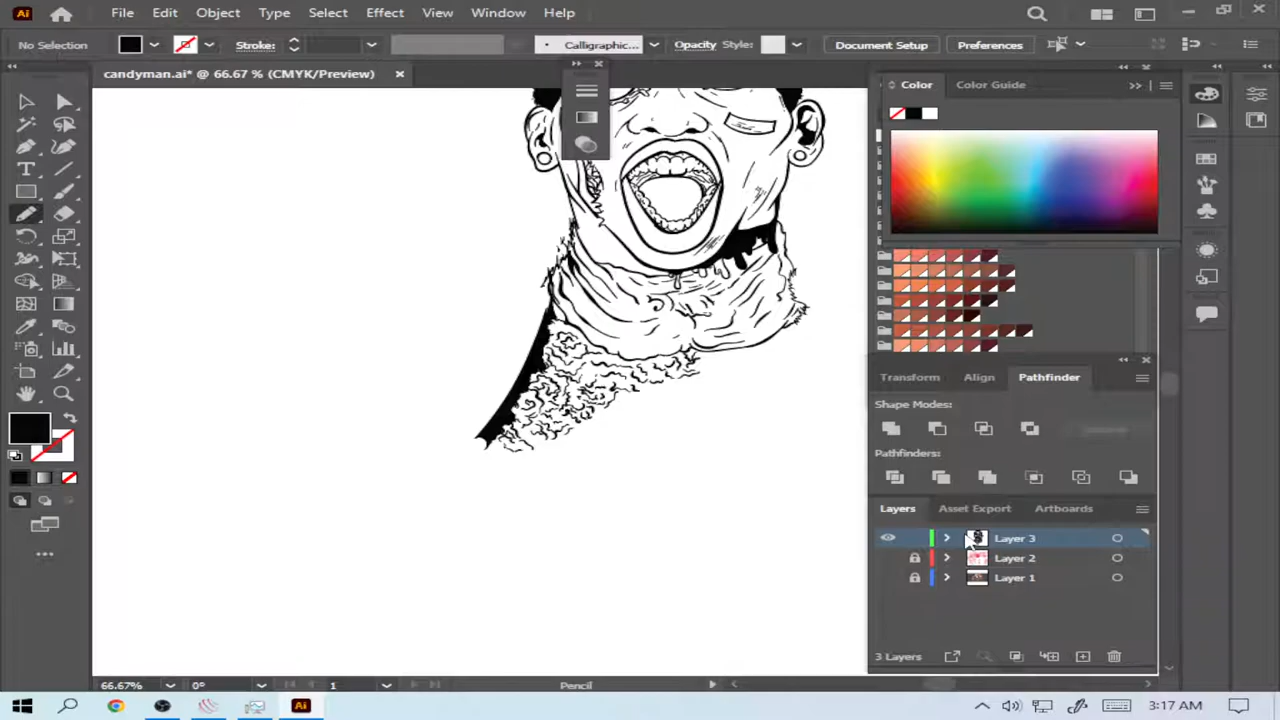 Ai File Edit Object Type Select Effect View Window Help
No Selection Stroke: Calligraphic... Opacity Style: Document Setup Preferences
candyman.ai* @ 66.67 % (CMYK/Preview)
Color Color Guide
Transform Align Pathfinder
Shape Modes:
Pathfinders:
Layers Asset Export Artboards
Layer 3
Layer 2
Layer 1
3 Layers
66.67% 0° 1 Pencil
Ai 3:17 AM